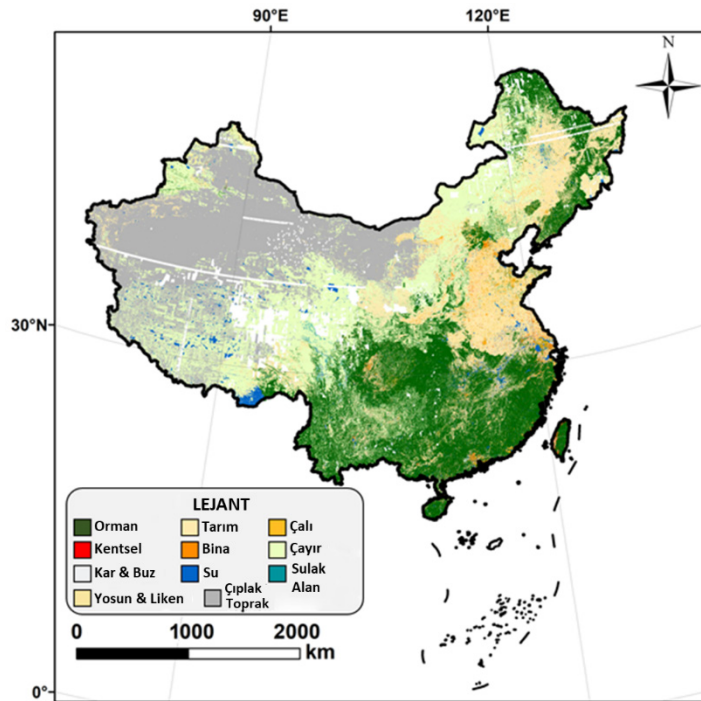 90°E 120°E
N
30°N
LEJANT
Orman Tarım Çalı
Kentsel Bina Çayır
Kar & Buz Su Sulak Alan
Yosun & Liken Çıplak Toprak
0 1000 2000
km
0°